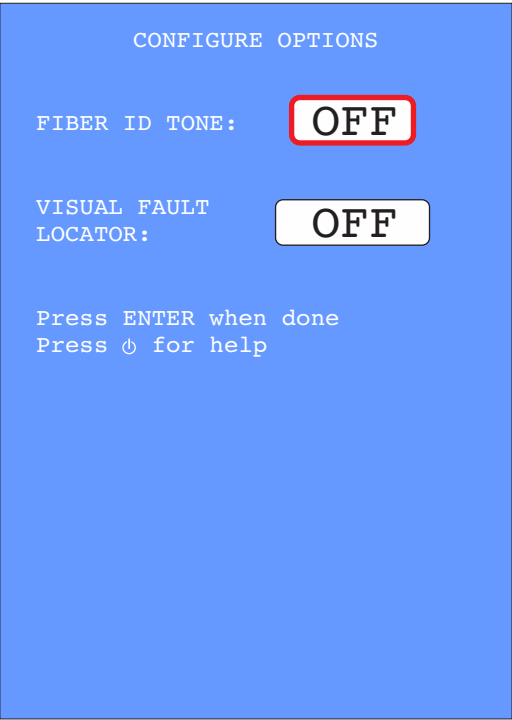 CONFIGURE OPTIONS
FIBER ID TONE: OFF
VISUAL FAULT
LOCATOR: OFF
Press ENTER when done
Press ⏻ for help